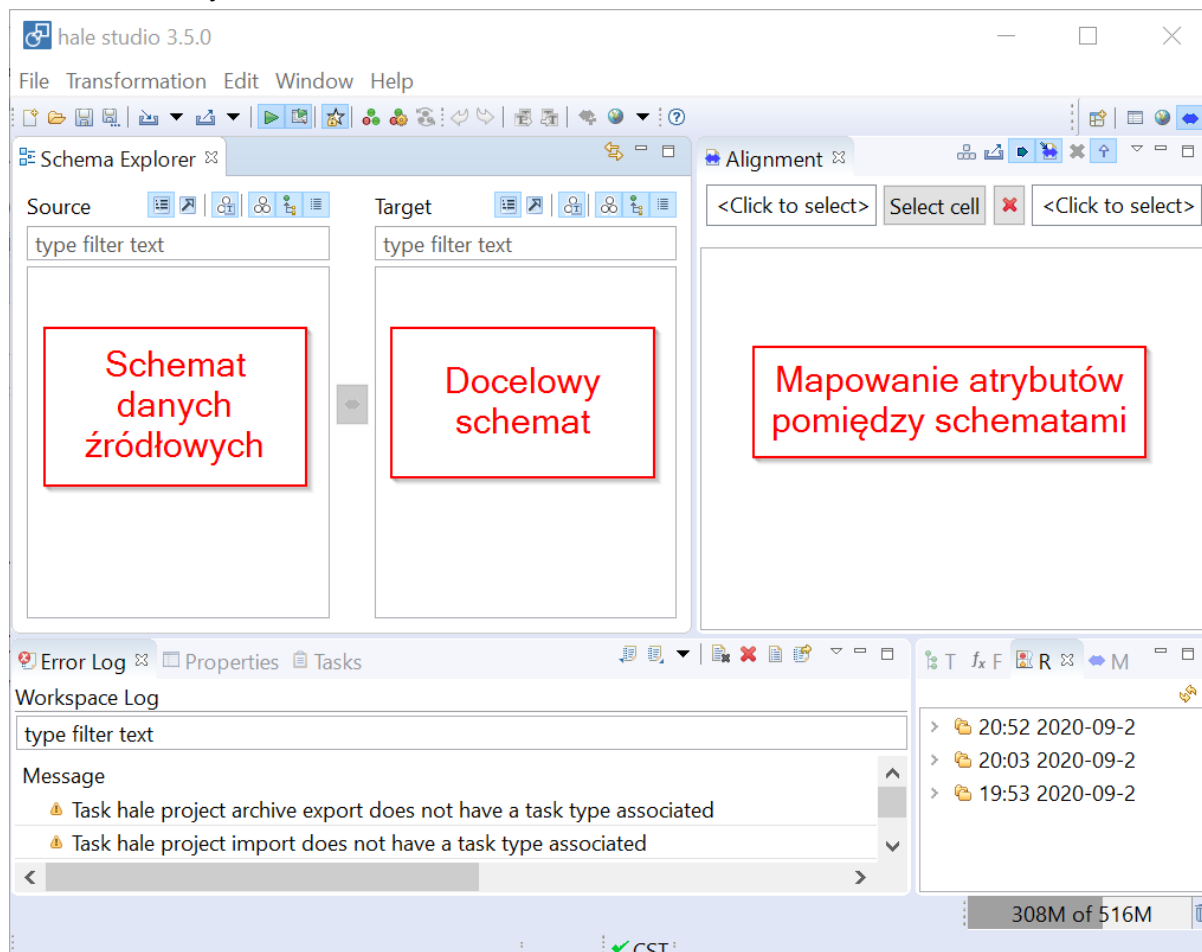 hale studio 3.5.0
File Transformation Edit Window Help
Schema Explorer
Alignment
Source
Target
<Click to select> Select cell <Click to select>
type filter text
type filter text
Schemat
danych
źródłowych
Docelowy
schemat
Mapowanie atrybutów
pomiędzy schematami
Error Log Properties Tasks
T fx F R M
Workspace Log
type filter text
Message
Task hale project archive export does not have a task type associated
Task hale project import does not have a task type associated
20:52 2020-09-2
20:03 2020-09-2
19:53 2020-09-2
308M of 516M
CST